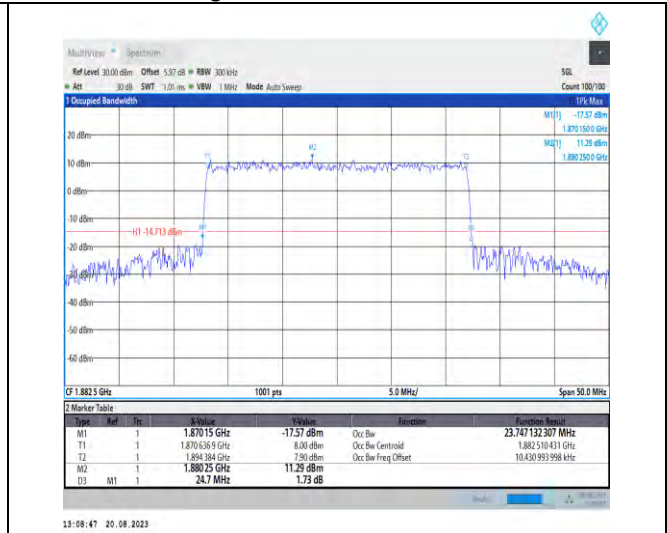 MultiView Spectrum
Ref Level 30.00 dBm Offset 5.97 dB RBW 300 kHz SGL
Att 30 dB SWT 1.01 ms VBW 1 MHz Mode Auto Sweep Count 100/100
1 Occupied Bandwidth 1Pk Max
M1[1] -17.57 dBm
1.870 150 0 GHz
20 dBm M2[1] 11.29 dBm
1.880 250 0 GHz
T1 M2 T2
10 dBm
0 dBm
-10 dBm
H1 -14.713 dBm M1
-20 dBm
-30 dBm
-40 dBm
-50 dBm
-60 dBm
CF 1.882 5 GHz 1001 pts 5.0 MHz/ Span 50.0 MHz
2 Marker Table
Type Ref Trc X-Value Y-Value Function Function Result
M1 1 1.87015 GHz -17.57 dBm Occ Bw 23.747 132 307 MHz
T1 1 1.870 636 9 GHz 8.00 dBm Occ Bw Centroid 1.882 510 431 GHz
T2 1 1.894 384 GHz 7.90 dBm Occ Bw Freq Offset 10.430 993 998 kHz
M2 1 1.88025 GHz 11.29 dBm
D3 M1 1 24.7 MHz 1.73 dB
13:08:47 20.08.2023